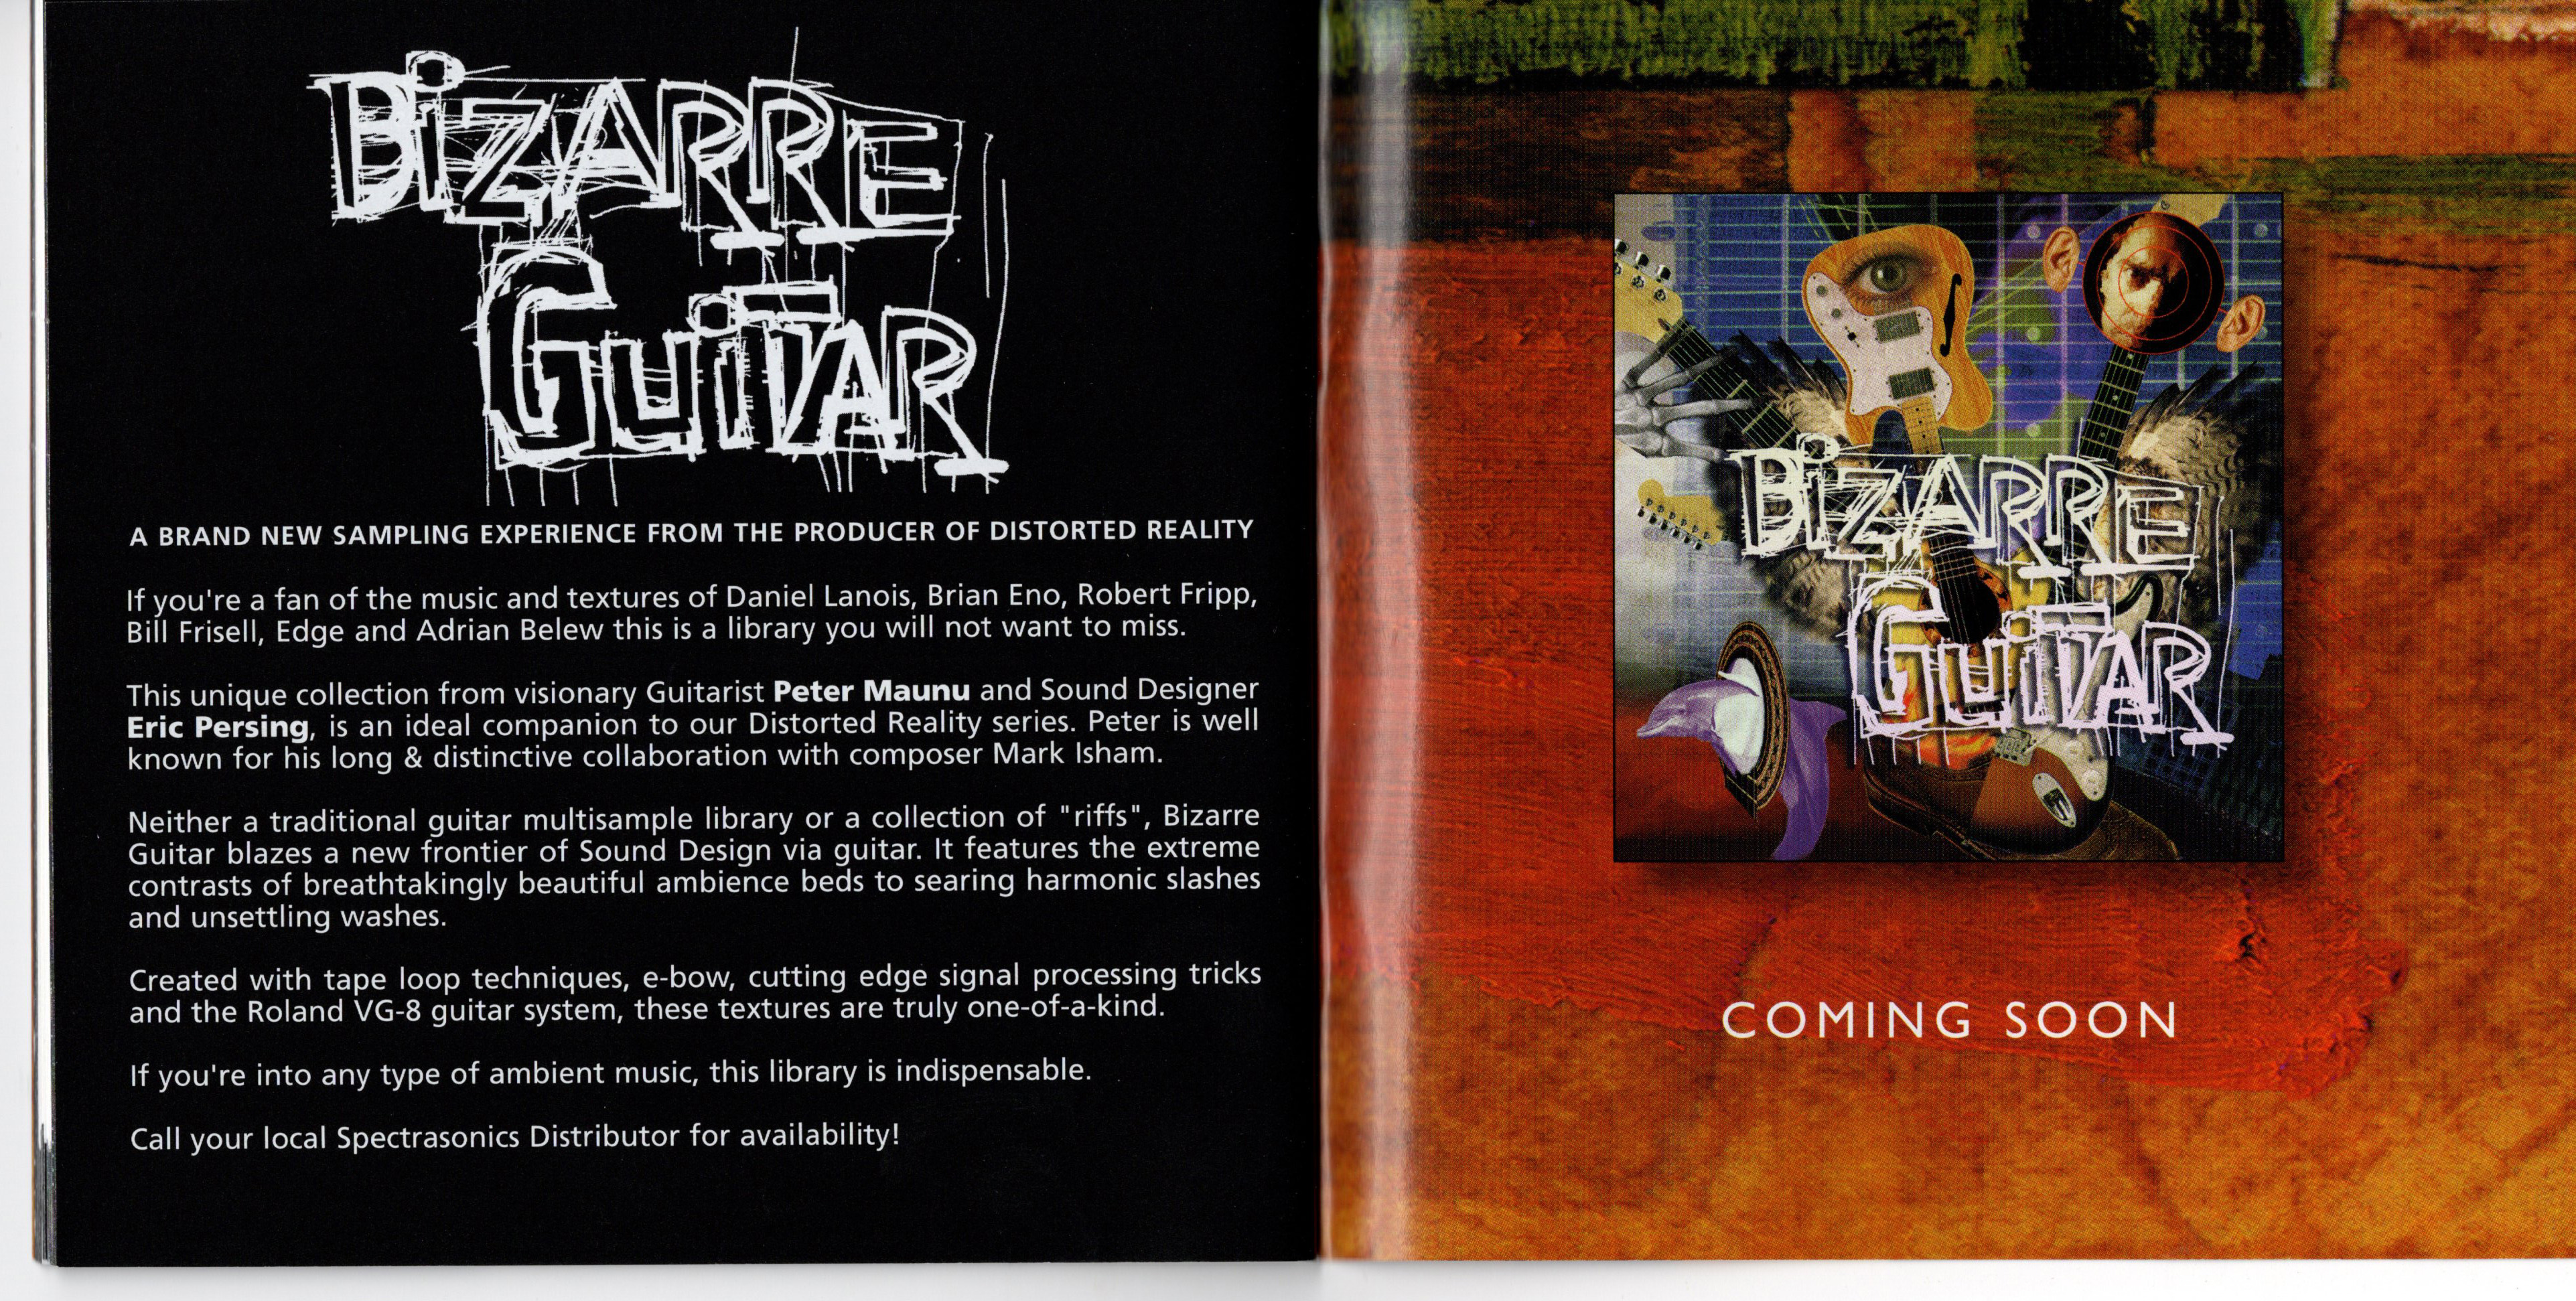 BiZARRE
GuiTAR
A BRAND NEW SAMPLING EXPERIENCE FROM THE PRODUCER OF DISTORTED REALITY
If you're a fan of the music and textures of Daniel Lanois, Brian Eno, Robert Fripp,
Bill Frisell, Edge and Adrian Belew this is a library you will not want to miss.
This unique collection from visionary Guitarist Peter Maunu and Sound Designer
Eric Persing, is an ideal companion to our Distorted Reality series. Peter is well
known for his long & distinctive collaboration with composer Mark Isham.
Neither a traditional guitar multisample library or a collection of "riffs", Bizarre
Guitar blazes a new frontier of Sound Design via guitar. It features the extreme
contrasts of breathtakingly beautiful ambience beds to searing harmonic slashes
and unsettling washes.
Created with tape loop techniques, e-bow, cutting edge signal processing tricks
and the Roland VG-8 guitar system, these textures are truly one-of-a-kind.
If you're into any type of ambient music, this library is indispensable.
Call your local Spectrasonics Distributor for availability!
BiZARRE
GuiTAR
COMING SOON